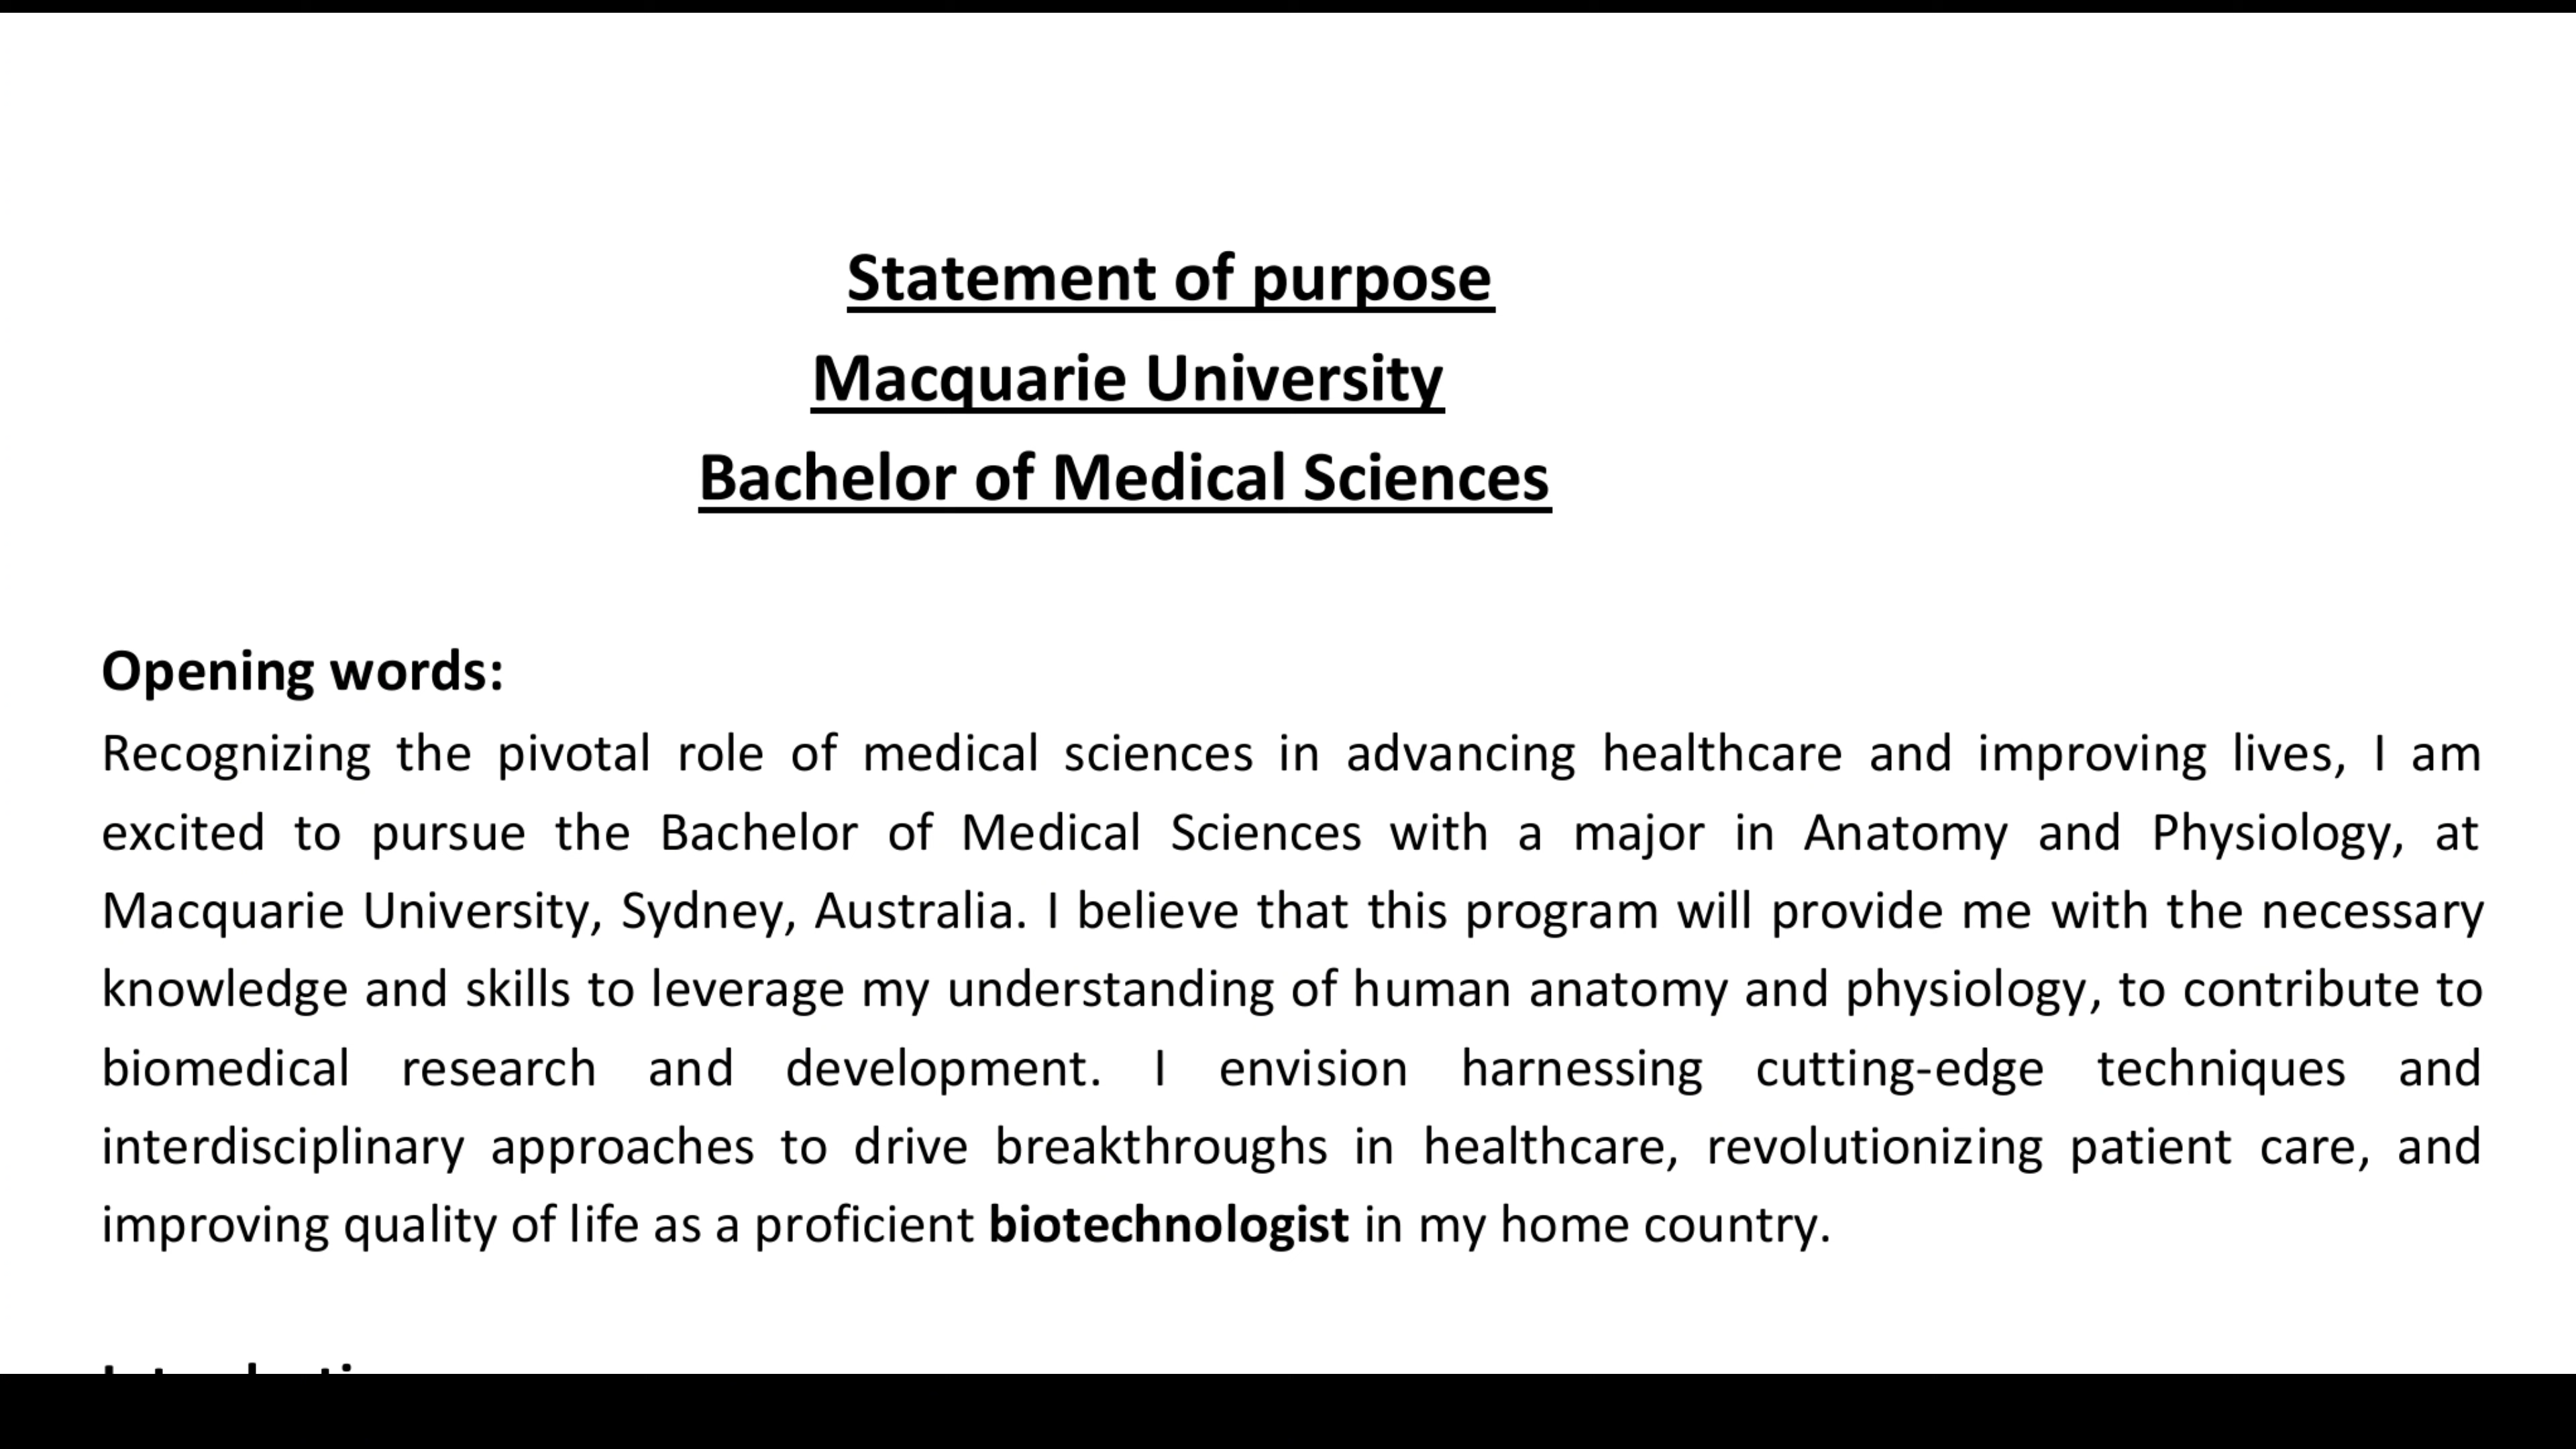 Statement of purpose
Macquarie University
Bachelor of Medical Sciences
Opening words:
Recognizing the pivotal role of medical sciences in advancing healthcare and improving lives, I am
excited to pursue the Bachelor of Medical Sciences with a major in Anatomy and Physiology, at
Macquarie University, Sydney, Australia. I believe that this program will provide me with the necessary
knowledge and skills to leverage my understanding of human anatomy and physiology, to contribute to
biomedical research and development. I envision harnessing cutting-edge techniques and
interdisciplinary approaches to drive breakthroughs in healthcare, revolutionizing patient care, and
improving quality of life as a proficient biotechnologist in my home country.